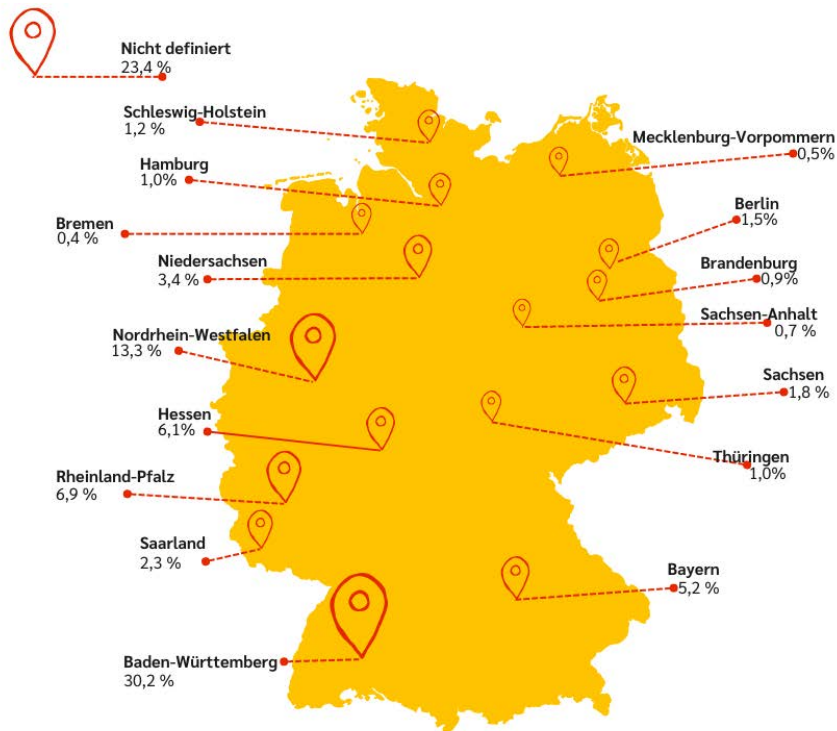 Nicht definiert
23,4 %
Schleswig-Holstein
1,2 %
Hamburg
1,0%
Bremen
0,4 %
Niedersachsen
3,4 %
Nordrhein-Westfalen
13,3 %
Hessen
6,1%
Rheinland-Pfalz
6,9 %
Saarland
2,3 %
Baden-Württemberg
30,2 %
Mecklenburg-Vorpommern
0,5%
Berlin
1,5%
Brandenburg
0,9%
Sachsen-Anhalt
0,7 %
Sachsen
1,8 %
Thüringen
1,0%
Bayern
5,2 %